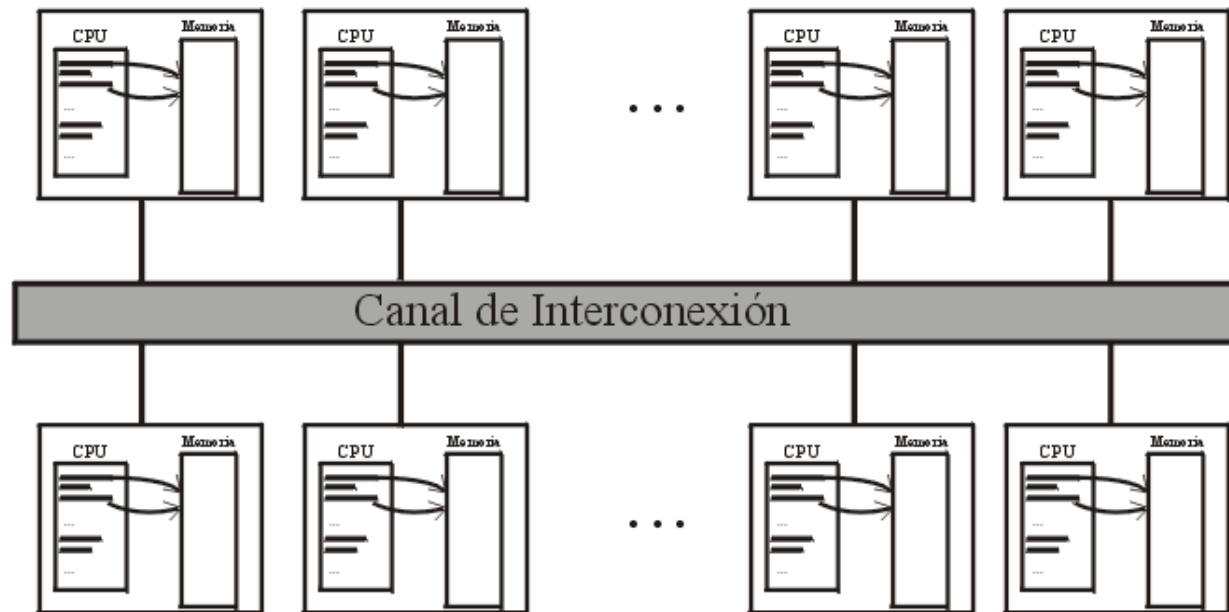 Memoria
CPU
...
...
Memoria
CPU
...
...
Memoria
CPU
...
...
Memoria
CPU
...
...
. . .
Canal de Interconexión
Memoria
CPU
...
...
Memoria
CPU
...
...
Memoria
CPU
...
...
Memoria
CPU
...
...
. . .